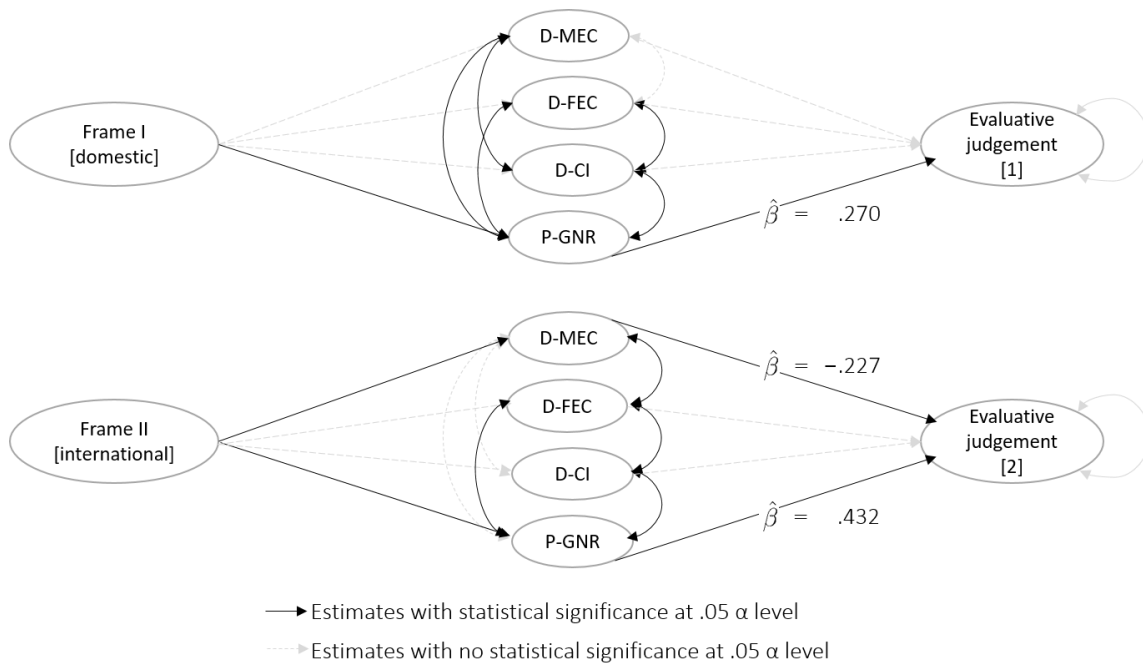 D-MEC
D-FEC
Frame I
[domestic]
Evaluative
judgement
[1]
D-CI
P-GNR
β̂ = .270
D-MEC
β̂ = −.227
D-FEC
Frame II
[international]
Evaluative
judgement
[2]
D-CI
P-GNR
β̂ = .432
Estimates with statistical significance at .05 α level
Estimates with no statistical significance at .05 α level